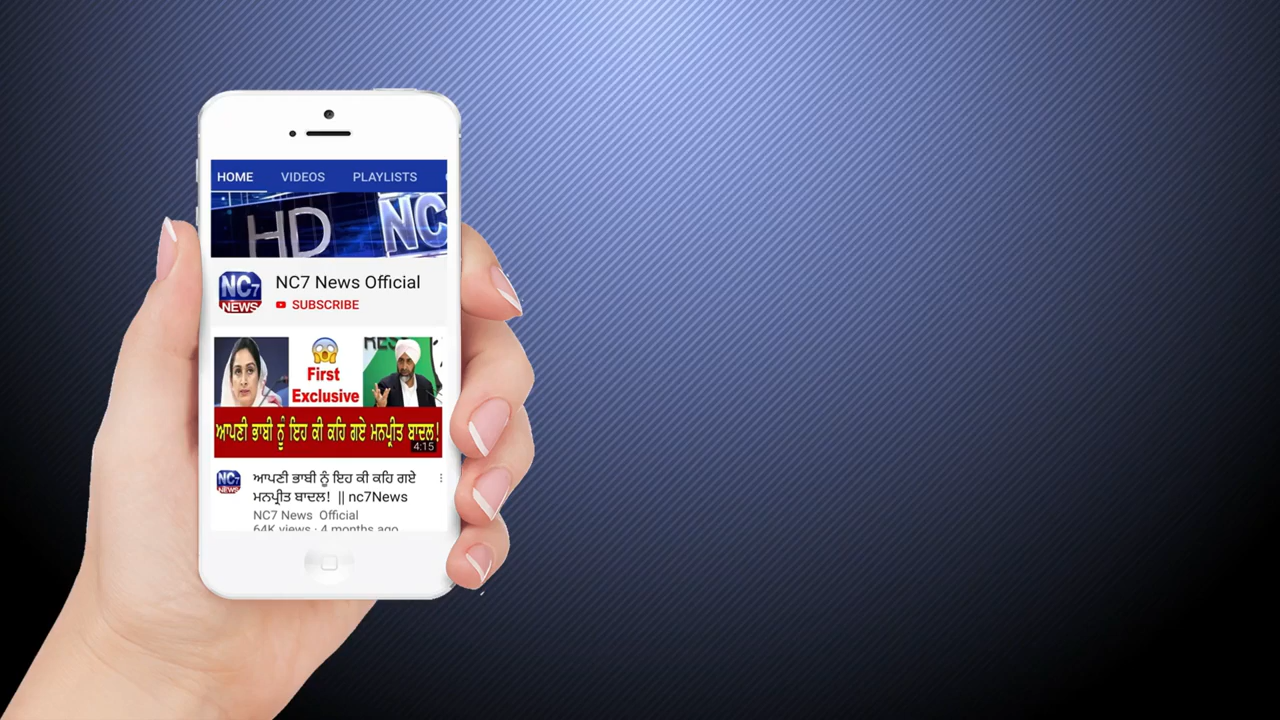 HOME VIDEOS PLAYLISTS
HD NC
NC7 NEWS
NC7 News Official
SUBSCRIBE
First
Exclusive
ਆਪਣੀ ਭਾਬੀ ਨੂੰ ਇਹ ਕੀ ਕਹਿ ਗਏ ਮਨਪ੍ਰੀਤ ਬਾਦਲ!
4:15
NC7 NEWS
ਆਪਣੀ ਭਾਬੀ ਨੂੰ ਇਹ ਕੀ ਕਹਿ ਗਏ
ਮਨਪ੍ਰੀਤ ਬਾਦਲ! || nc7News
NC7 News Official
64K views · 4 months ago